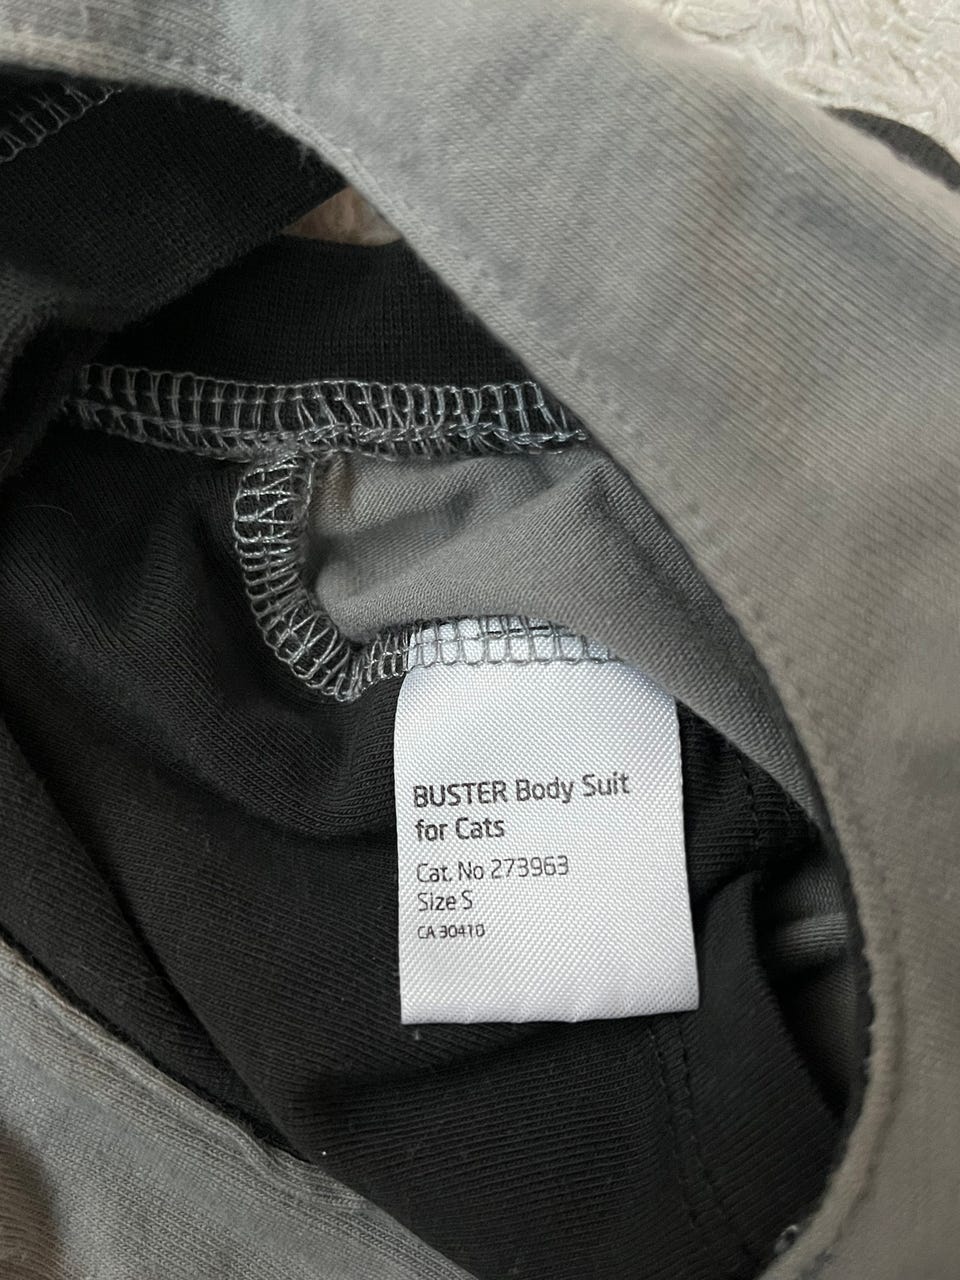 BUSTER Body Suit
for Cats
Cat. No 273963
Size S
CA 30410